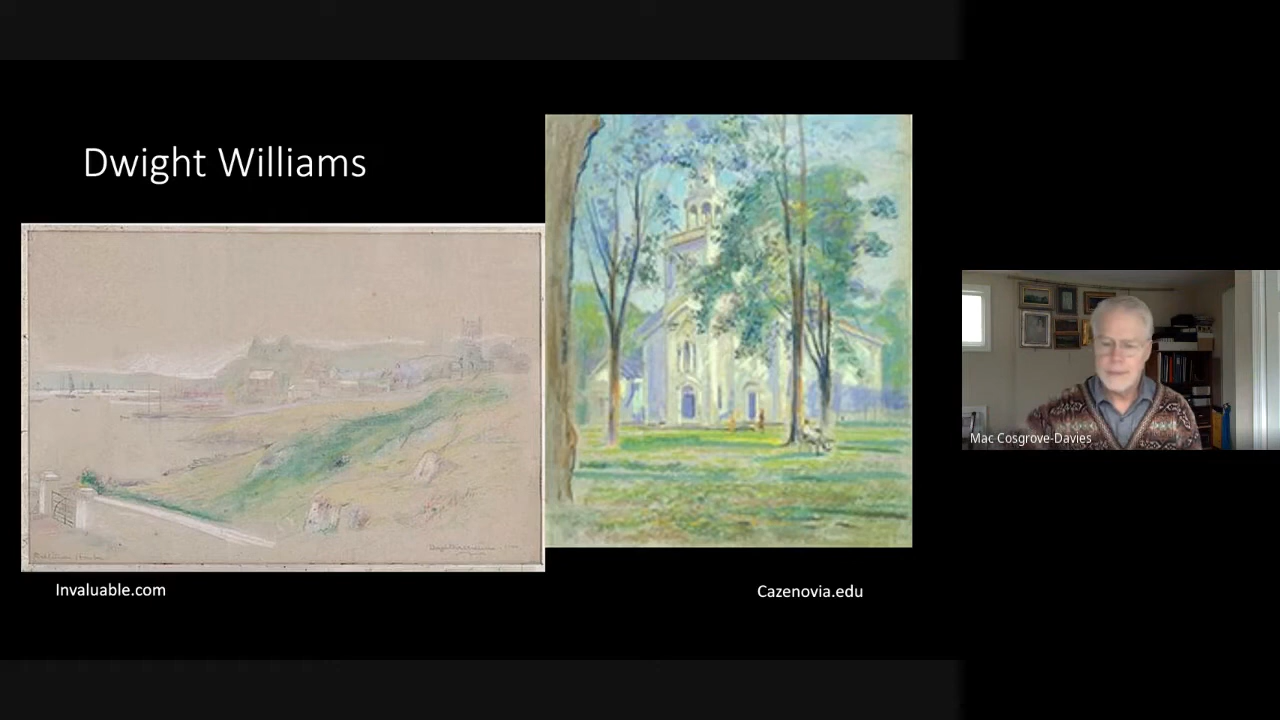 Dwight Williams
Invaluable.com
Cazenovia.edu
Mac Cosgrove-Davies